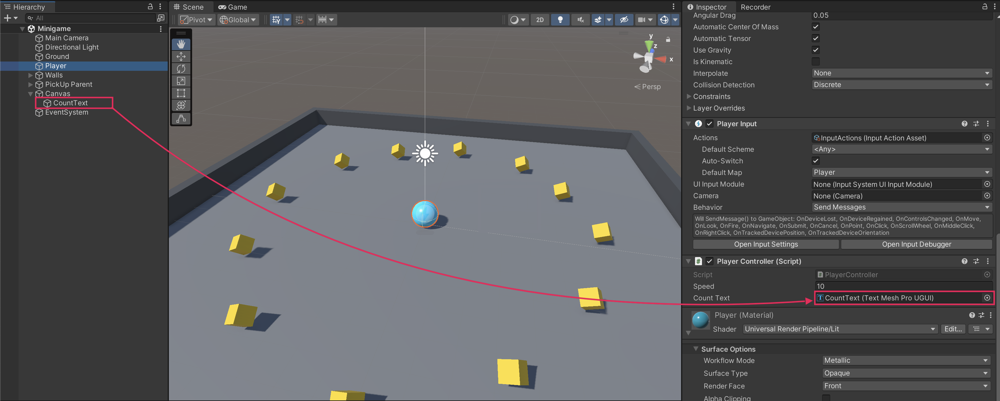 Hierarchy
All
Minigame
Main Camera
Directional Light
Ground
Player
Walls
PickUp Parent
Canvas
CountText
EventSystem
Scene
Game
Pivot
Global
2D
y
z
x
Persp
Inspector
Recorder
Angular Drag 0.05
Automatic Center Of Mass
Automatic Tensor
Use Gravity
Is Kinematic
Interpolate None
Collision Detection Discrete
Constraints
Layer Overrides
Player Input
Actions InputActions (Input Action Asset)
Default Scheme <Any>
Auto-Switch
Default Map Player
UI Input Module None (Input System UI Input Module)
Camera None (Camera)
Behavior Send Messages
Will SendMessage() to GameObject: OnDeviceLost, OnDeviceRegained, OnControlsChanged, OnMove,
OnLook, OnFire, OnNavigate, OnSubmit, OnCancel, OnPoint, OnClick, OnScrollWheel, OnMiddleClick,
OnRightClick, OnTrackedDevicePosition, OnTrackedDeviceOrientation
Open Input Settings Open Input Debugger
Player Controller (Script)
Script PlayerController
Speed 10
Count Text CountText (Text Mesh Pro UGUI)
Player (Material)
Shader Universal Render Pipeline/Lit Edit...
Surface Options
Workflow Mode Metallic
Surface Type Opaque
Render Face Front
Alpha Clipping